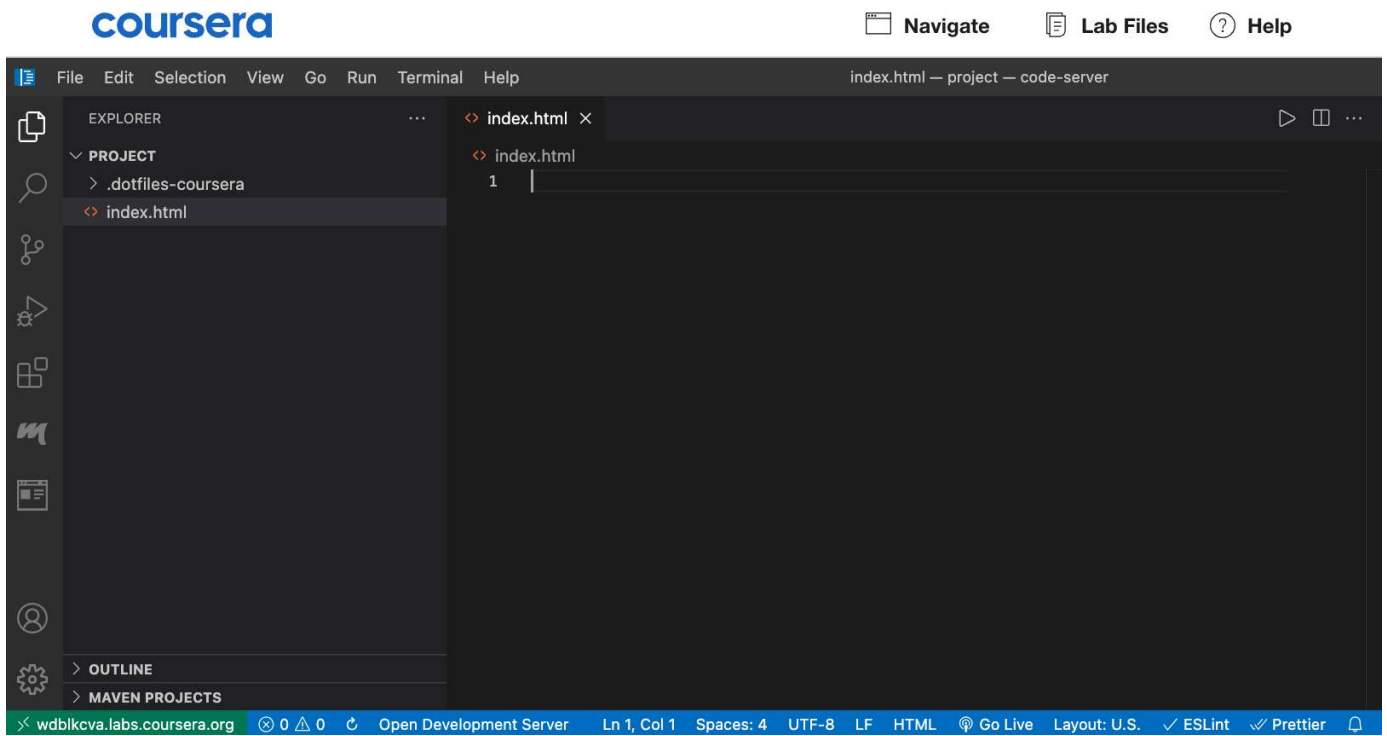 coursera
Navigate Lab Files ? Help
File Edit Selection View Go Run Terminal Help index.html — project — code-server
EXPLORER ··· <> index.html × ···
PROJECT <> index.html
.dotfiles-coursera 1
<> index.html
OUTLINE
MAVEN PROJECTS
wdblkcva.labs.coursera.org 0 0 Open Development Server Ln 1, Col 1 Spaces: 4 UTF-8 LF HTML Go Live Layout: U.S. ESLint Prettier